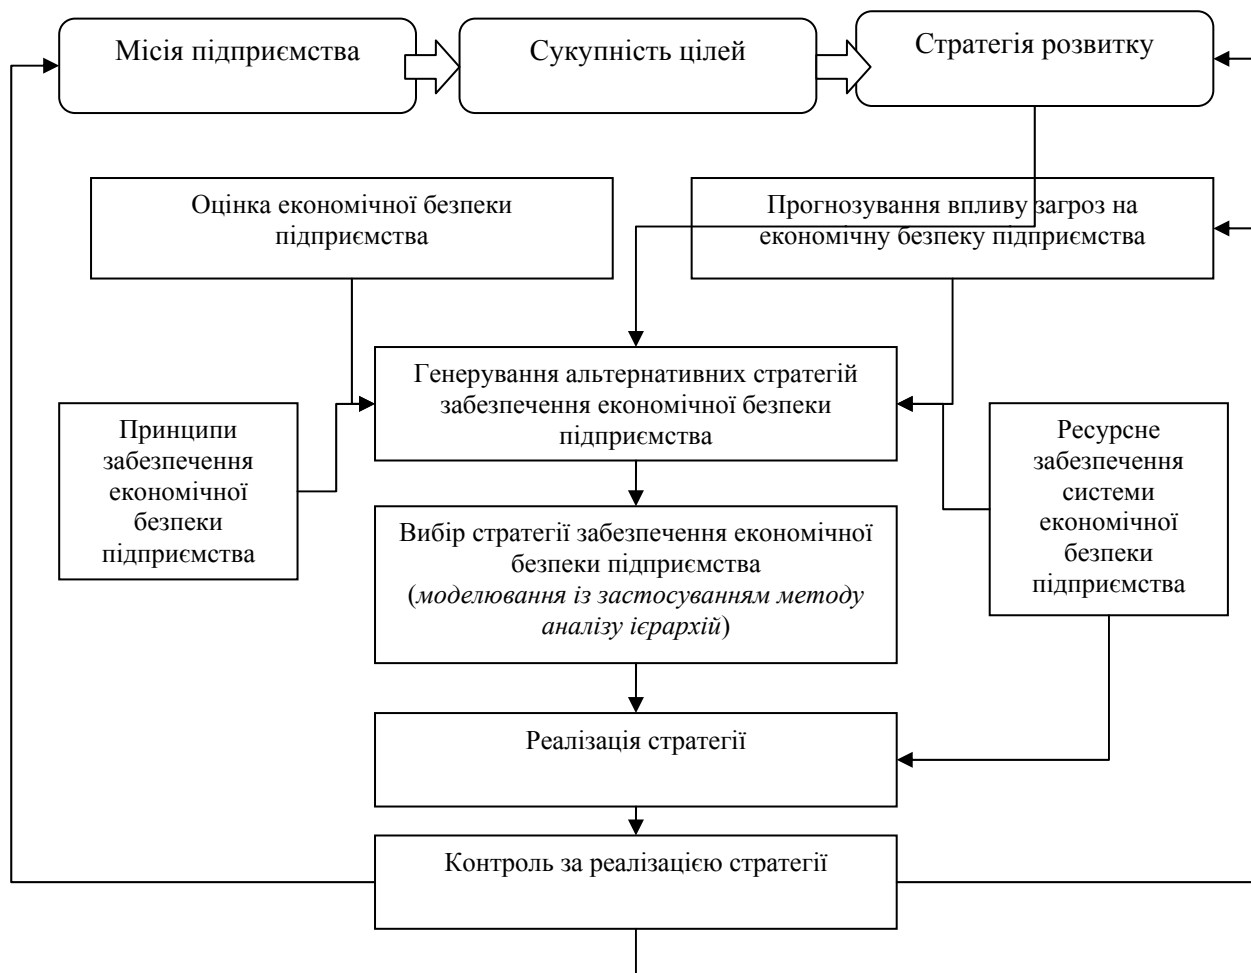 Місія підприємства
Сукупність цілей
Стратегія розвитку
Оцінка економічної безпеки
підприємства
Прогнозування впливу загроз на
економічну безпеку підприємства
Генерування альтернативних стратегій
забезпечення економічної безпеки
підприємства
Принципи
забезпечення
економічної
безпеки
підприємства
Ресурсне
забезпечення
системи
економічної
безпеки
підприємства
Вибір стратегії забезпечення економічної
безпеки підприємства
(моделювання із застосуванням методу
аналізу ієрархій)
Реалізація стратегії
Контроль за реалізацією стратегії